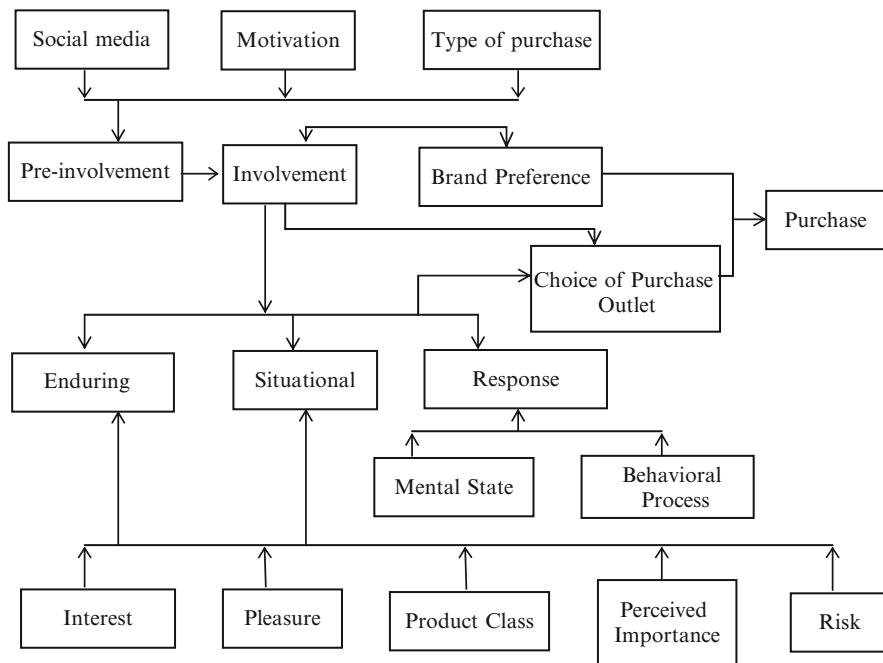 Social media
Motivation
Type of purchase
Pre-involvement
Involvement
Brand Preference
Purchase
Choice of Purchase
Outlet
Enduring
Situational
Response
Mental State
Behavioral
Process
Interest
Pleasure
Product Class
Perceived
Importance
Risk